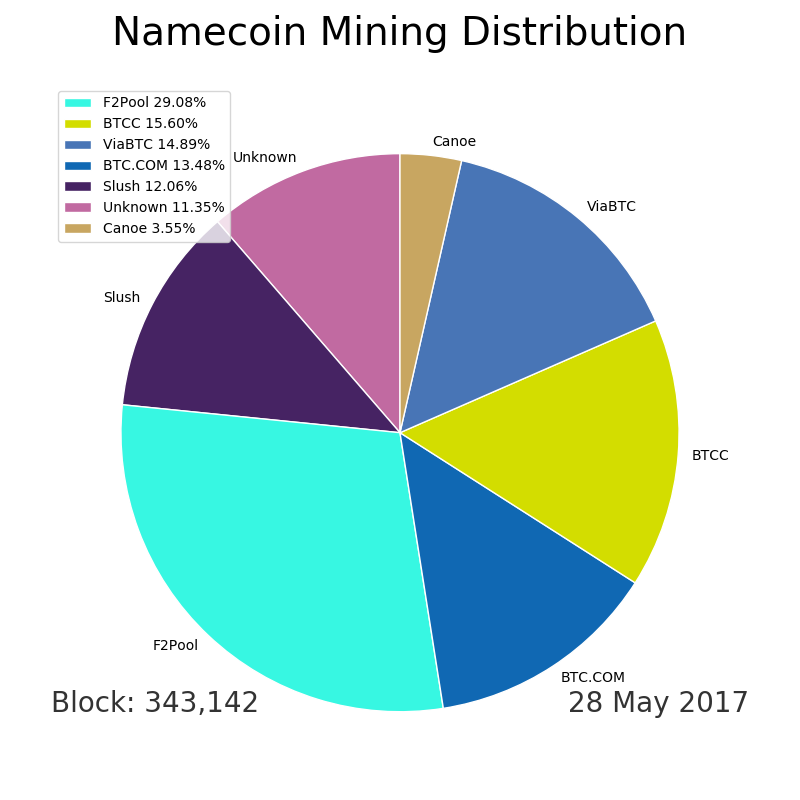 Namecoin Mining Distribution
F2Pool 29.08%
BTCC 15.60%
ViaBTC 14.89%
BTC.COM 13.48%
Slush 12.06%
Unknown 11.35%
Canoe 3.55%
Canoe
Unknown
ViaBTC
Slush
BTCC
F2Pool
BTC.COM
Block: 343,142
28 May 2017